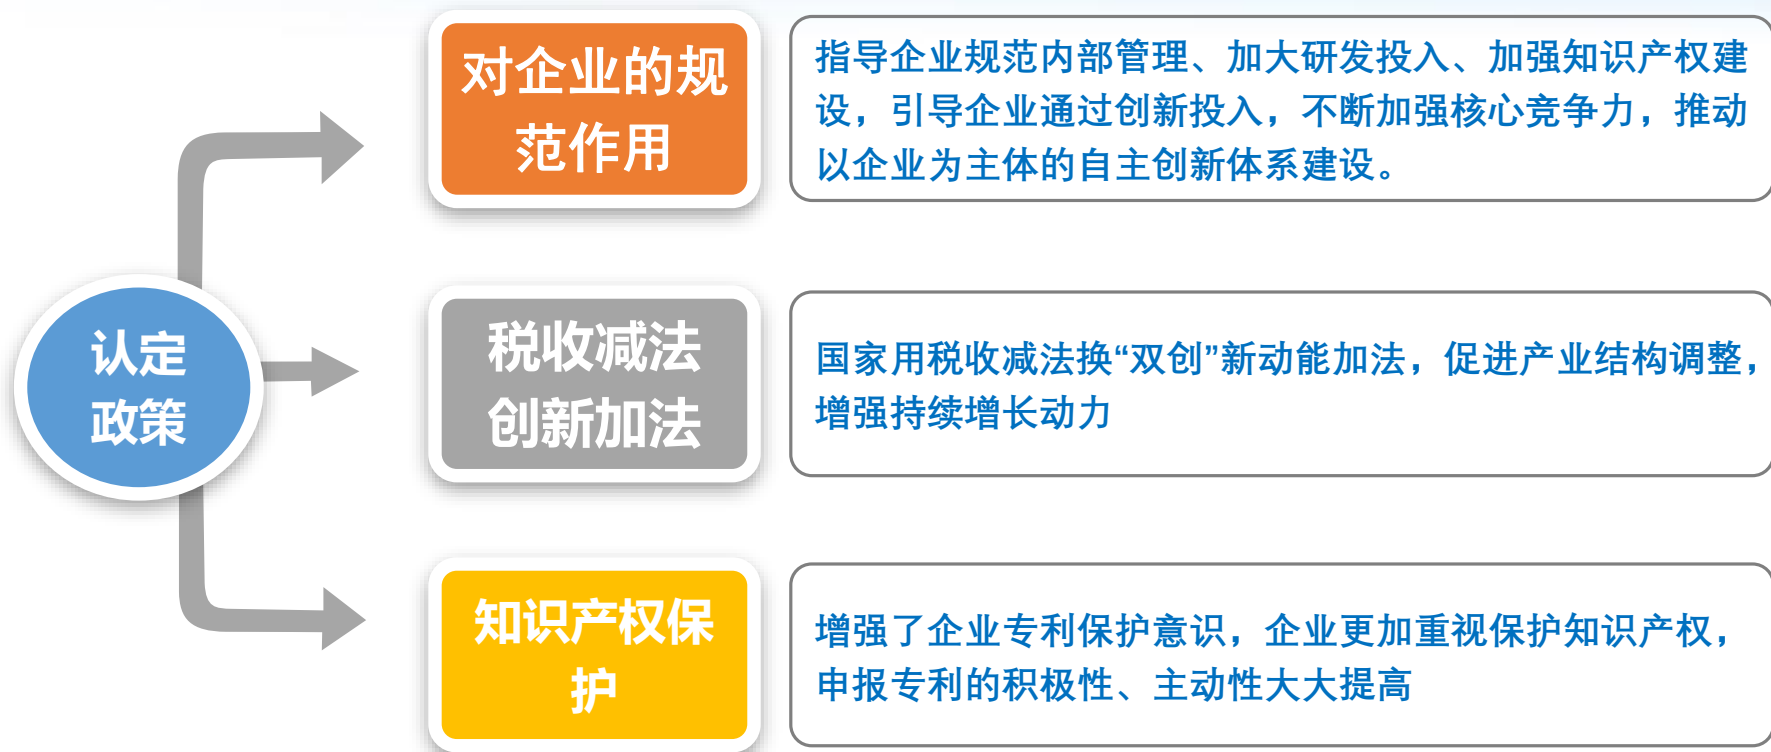 认定
政策
对企业的规
范作用
指导企业规范内部管理、加大研发投入、加强知识产权建
设，引导企业通过创新投入，不断加强核心竞争力，推动
以企业为主体的自主创新体系建设。
税收减法
创新加法
国家用税收减法换“双创”新动能加法，促进产业结构调整，
增强持续增长动力
知识产权保
护
增强了企业专利保护意识，企业更加重视保护知识产权，
申报专利的积极性、主动性大大提高